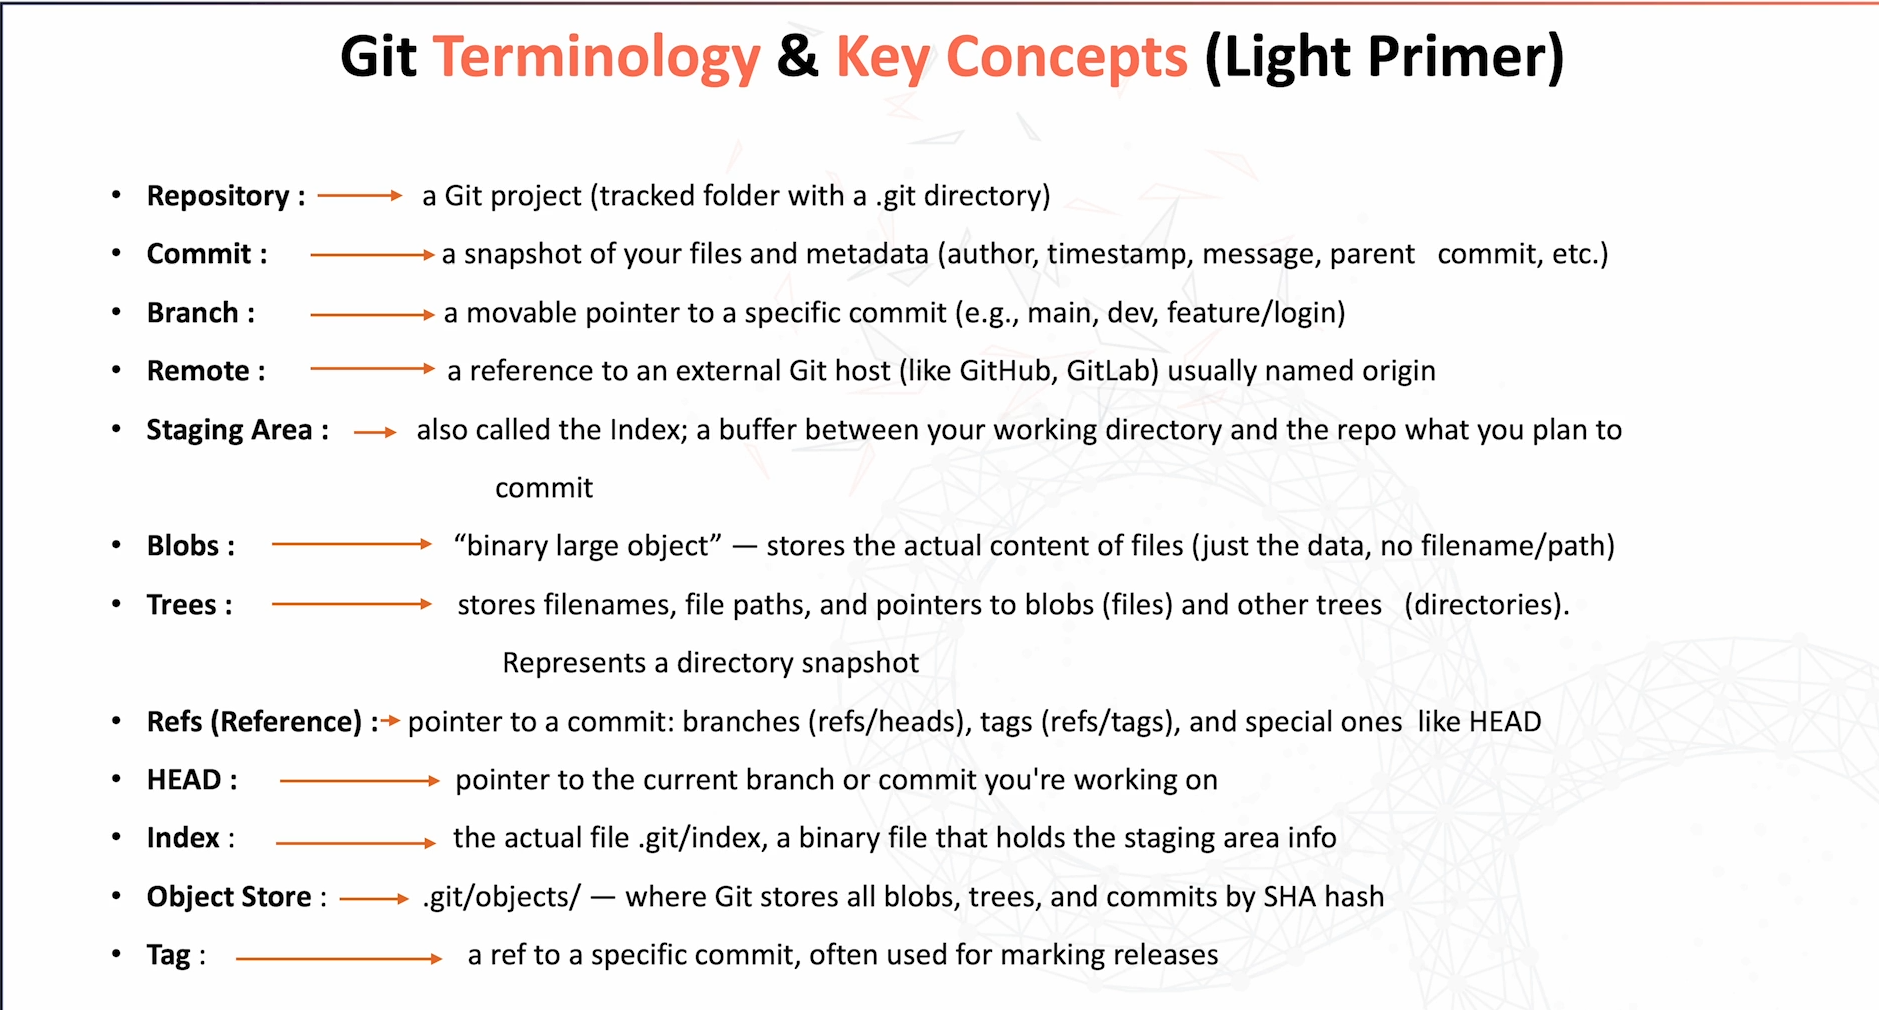 Git Terminology & Key Concepts (Light Primer)
• Repository : a Git project (tracked folder with a .git directory)
• Commit : a snapshot of your files and metadata (author, timestamp, message, parent commit, etc.)
• Branch : a movable pointer to a specific commit (e.g., main, dev, feature/login)
• Remote : a reference to an external Git host (like GitHub, GitLab) usually named origin
• Staging Area : also called the Index; a buffer between your working directory and the repo what you plan to
commit
• Blobs : “binary large object” — stores the actual content of files (just the data, no filename/path)
• Trees : stores filenames, file paths, and pointers to blobs (files) and other trees (directories).
Represents a directory snapshot
• Refs (Reference) : pointer to a commit: branches (refs/heads), tags (refs/tags), and special ones like HEAD
• HEAD : pointer to the current branch or commit you're working on
• Index : the actual file .git/index, a binary file that holds the staging area info
• Object Store : .git/objects/ — where Git stores all blobs, trees, and commits by SHA hash
• Tag : a ref to a specific commit, often used for marking releases